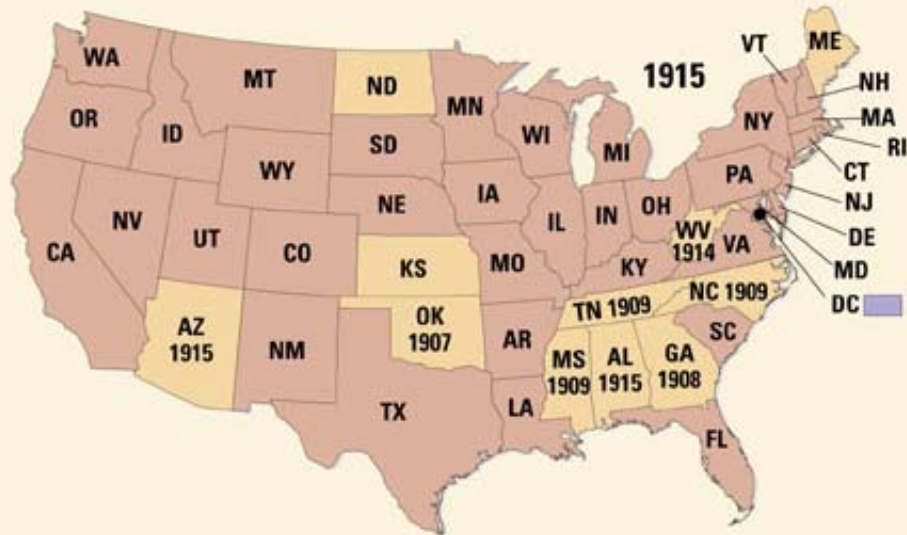 1915
WA
MT
ND
MN
VT
ME
NH
MA
RI
CT
NJ
DE
MD
DC
OR
ID
WY
SD
WI
MI
NY
PA
CA
NV
UT
CO
NE
IA
IL
IN
OH
WV
1914
VA
KS
MO
KY
AZ
1915
NM
OK
1907
AR
TN 1909
NC 1909
SC
TX
LA
MS
1909
AL
1915
GA
1908
FL